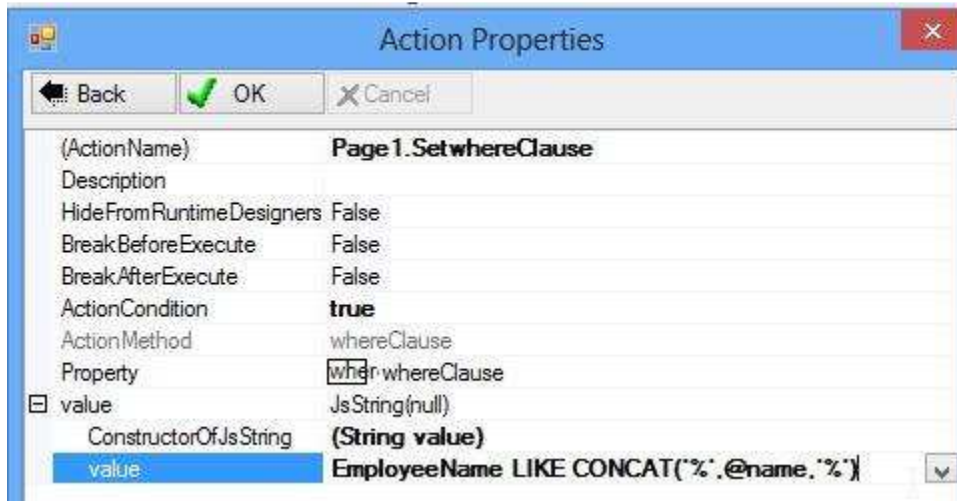 Action Properties
Back OK Cancel
(ActionName) Page1.SetwhereClause
Description
HideFromRuntimeDesigners False
BreakBeforeExecute False
BreakAfterExecute False
ActionCondition true
ActionMethod whereClause
Property wher whereClause
value JsString(null)
ConstructorOfJsString (String value)
value EmployeeName LIKE CONCAT('%',@name,'%')